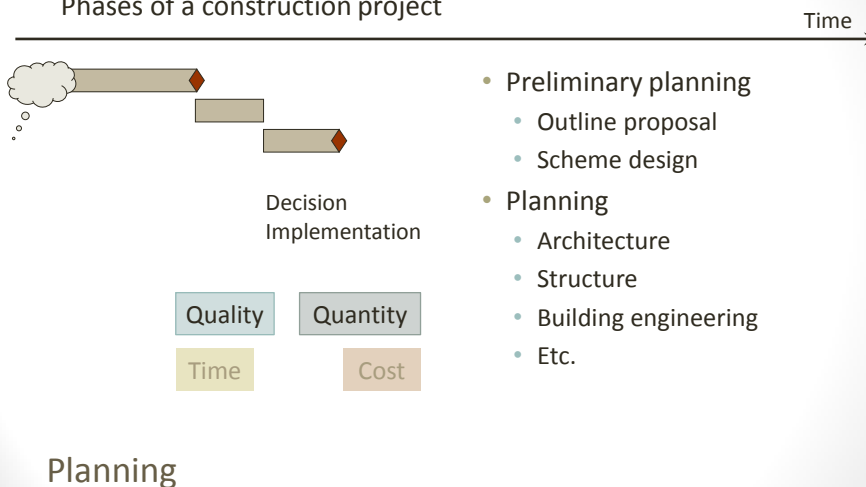 Phases of a construction project
Time
Preliminary planning
Outline proposal
Scheme design
Planning
Architecture
Structure
Building engineering
Etc.
Decision
Implementation
Quality Quantity
Time Cost
Planning